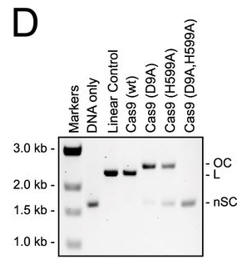 D
Markers
DNA only
Linear Control
Cas9 (wt)
Cas9 (D9A)
Cas9 (H599A)
Cas9 (D9A,H599A)
3.0 kb -
2.0 kb -
1.5 kb -
1.0 kb -
- OC
- L
- nSC